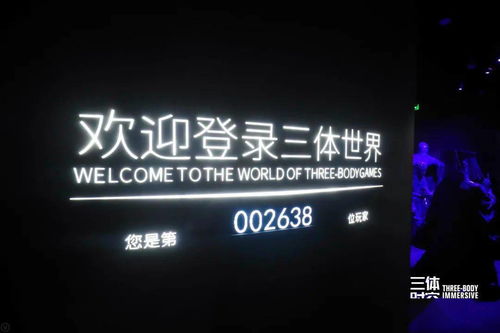 欢迎登录三体世界
WELCOME TO THE WORLD OF THREE-BODY GAMES
您是第 002638 位玩家
三体 THREE-BODY
时空 IMMERSIVE